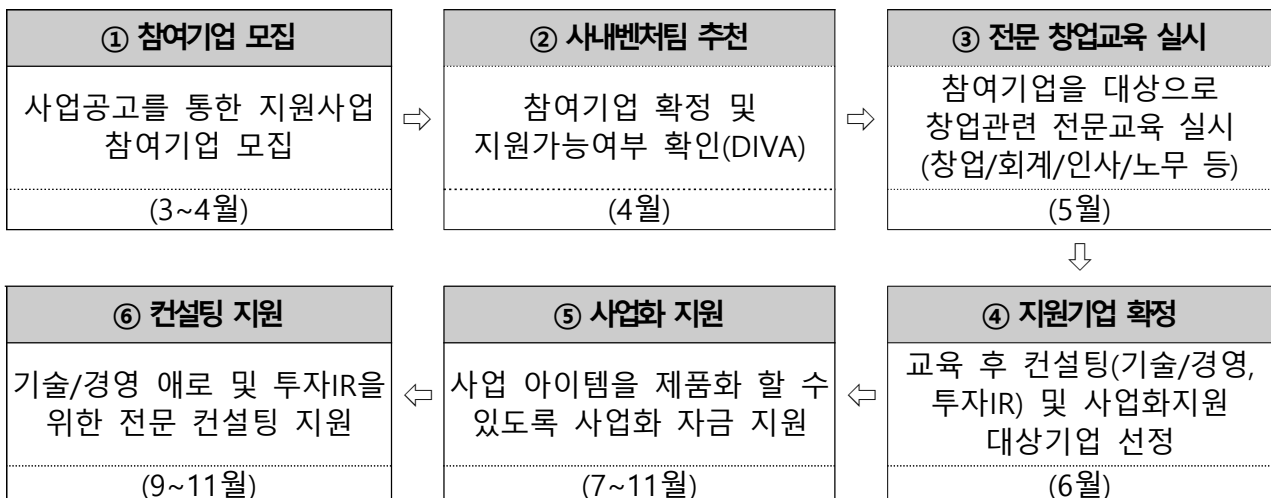 ① 참여기업 모집
사업공고를 통한 지원사업
참여기업 모집
(3~4월)
⇨
② 사내벤처팀 추천
참여기업 확정 및
지원가능여부 확인(DIVA)
(4월)
⇨
③ 전문 창업교육 실시
참여기업을 대상으로
창업관련 전문교육 실시
(창업/회계/인사/노무 등)
(5월)
⇩
④ 지원기업 확정
교육 후 컨설팅(기술/경영,
투자IR) 및 사업화지원
대상기업 선정
(6월)
⇦
⑤ 사업화 지원
사업 아이템을 제품화 할 수
있도록 사업화 자금 지원
(7~11월)
⇦
⑥ 컨설팅 지원
기술/경영 애로 및 투자IR을
위한 전문 컨설팅 지원
(9~11월)